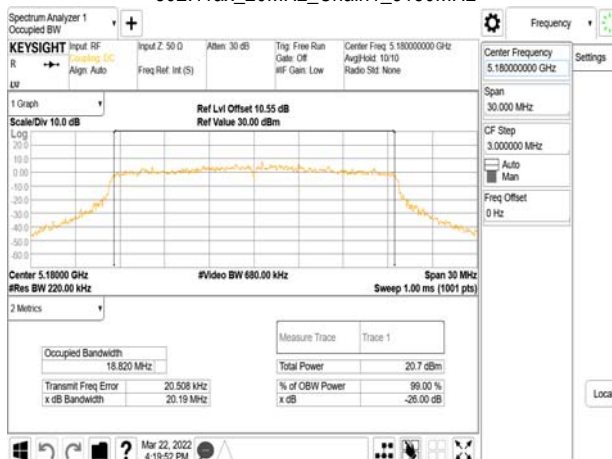 Spectrum Analyzer 1
Occupied BW
Frequency
KEYSIGHT
R
Input: RF
Coupling: DC
Align: Auto
Input Z: 50 Ω
Freq Ref: Int (S)
Atten: 30 dB
Trig: Free Run
Gate: Off
#IF Gain: Low
Center Freq: 5.180000000 GHz
Avg|Hold: 10/10
Radio Std: None
Center Frequency
5.180000000 GHz
Settings
Span
30.000 MHz
CF Step
3.000000 MHz
Auto
Man
Freq Offset
0 Hz
Local
1 Graph
Scale/Div 10.0 dB
Ref Lvl Offset 10.55 dB
Ref Value 30.00 dBm
Log
20.0
10.0
0.00
-10.0
-20.0
-30.0
-40.0
-50.0
-60.0
Center 5.18000 GHz
#Res BW 220.00 kHz
#Video BW 680.00 kHz
Span 30 MHz
Sweep 1.00 ms (1001 pts)
2 Metrics
Measure Trace Trace 1
Occupied Bandwidth
18.820 MHz
Total Power 20.7 dBm
Transmit Freq Error 20.508 kHz
% of OBW Power 99.00 %
x dB Bandwidth 20.19 MHz
x dB -26.00 dB
Mar 22, 2022
4:19:52 PM